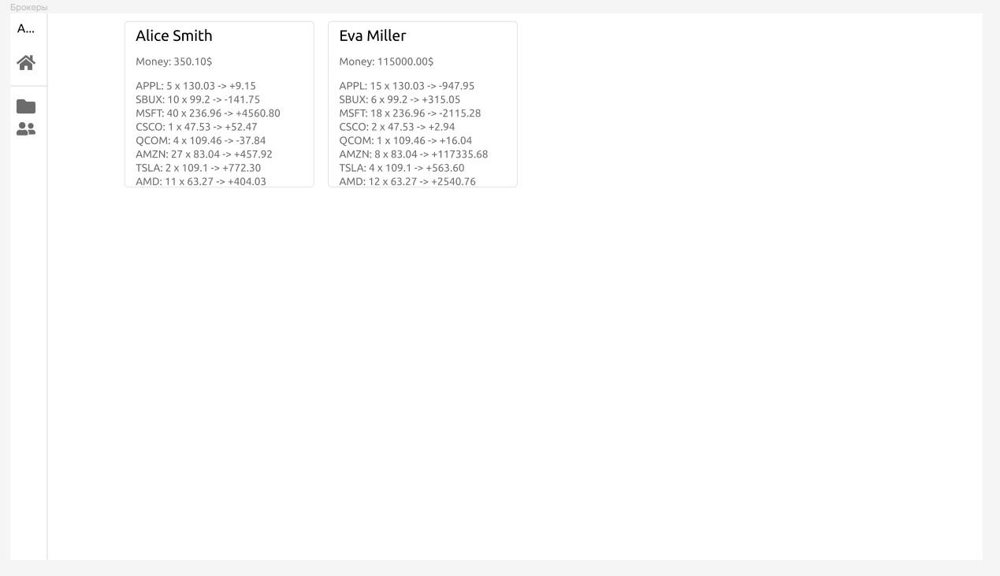 Брокеры
A...
Alice Smith
Money: 350.10$
APPL: 5 x 130.03 -> +9.15
SBUX: 10 x 99.2 -> -141.75
MSFT: 40 x 236.96 -> +4560.80
CSCO: 1 x 47.53 -> +52.47
QCOM: 4 x 109.46 -> -37.84
AMZN: 27 x 83.04 -> +457.92
TSLA: 2 x 109.1 -> +772.30
AMD: 11 x 63.27 -> +404.03
Eva Miller
Money: 115000.00$
APPL: 15 x 130.03 -> -947.95
SBUX: 6 x 99.2 -> +315.05
MSFT: 18 x 236.96 -> -2115.28
CSCO: 2 x 47.53 -> +2.94
QCOM: 1 x 109.46 -> +16.04
AMZN: 8 x 83.04 -> +117335.68
TSLA: 4 x 109.1 -> +563.60
AMD: 12 x 63.27 -> +2540.76